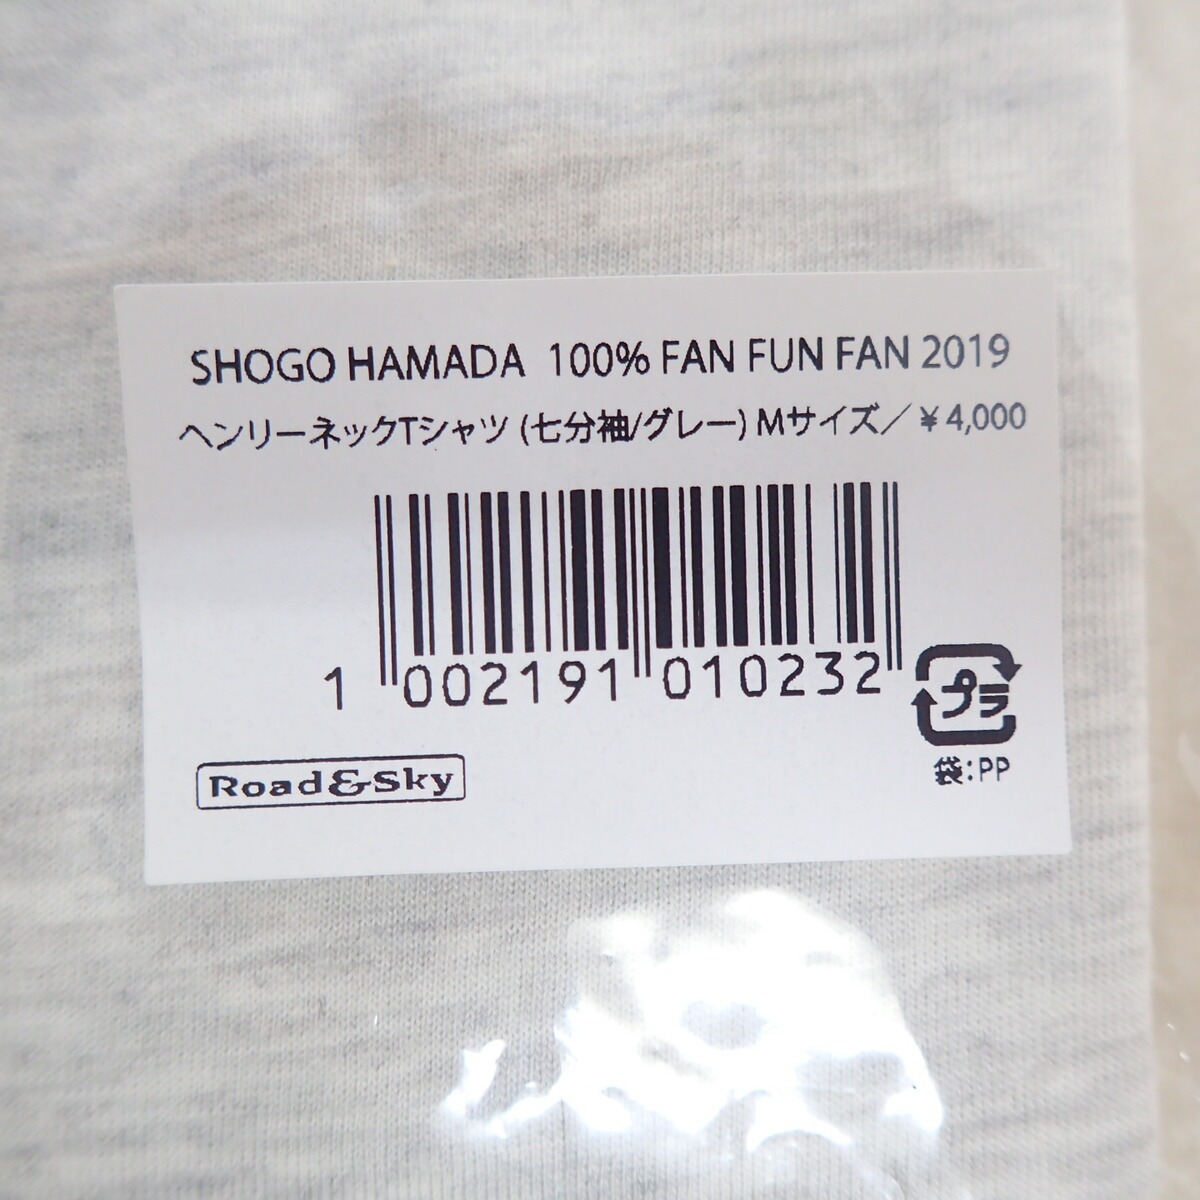 SHOGO HAMADA 100% FAN FUN FAN 2019
ヘンリーネックTシャツ (七分袖/グレー) Mサイズ／￥4,000
1 002191 010232
プラ
袋:PP
Road&Sky